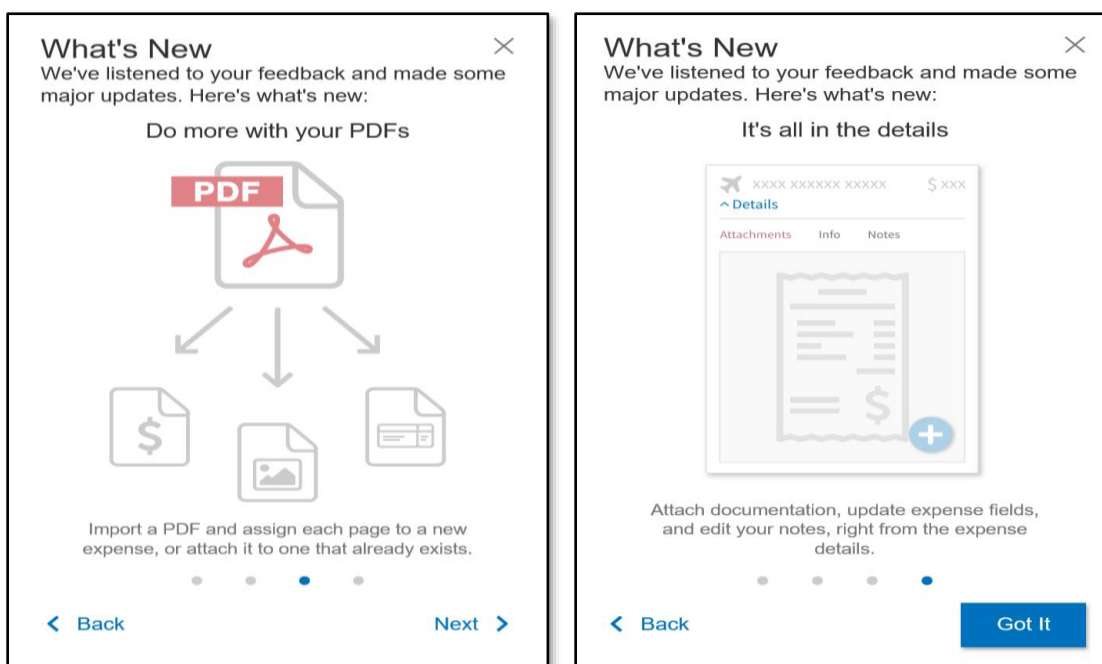 What's New
We've listened to your feedback and made some
major updates. Here's what's new:
Do more with your PDFs
PDF
$
Import a PDF and assign each page to a new
expense, or attach it to one that already exists.
Back
Next
What's New
We've listened to your feedback and made some
major updates. Here's what's new:
It's all in the details
xxxx xxxxxx xxxxx $ xxx
Details
Attachments Info Notes
$
Attach documentation, update expense fields,
and edit your notes, right from the expense
details.
Back
Got It